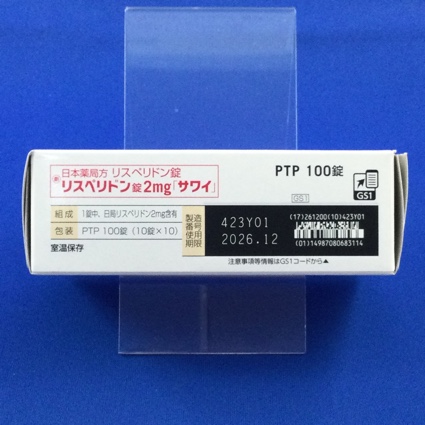 日本薬局方 リスペリドン錠
リスペリドン錠2mg「サワイ」
PTP 100錠
GS1
組成 1錠中、日局リスペリドン2mg含有
包装 PTP 100錠(10錠×10)
室温保存
製造番号 423Y01
使用期限 2026.12
GS1
(17)261200(10)423Y01
(01)14987080683114
注意事項等情報はGS1コードから▲